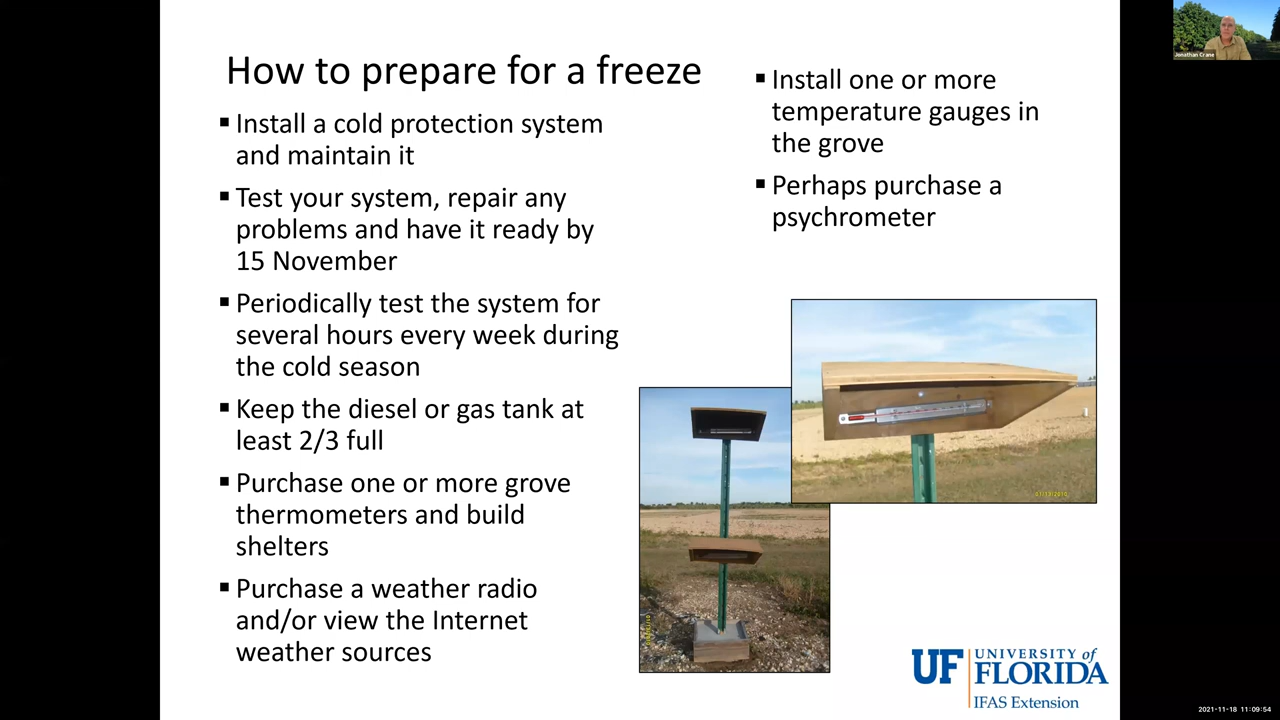 How to prepare for a freeze
▪ Install a cold protection system
and maintain it
▪ Test your system, repair any
problems and have it ready by
15 November
▪ Periodically test the system for
several hours every week during
the cold season
▪ Keep the diesel or gas tank at
least 2/3 full
▪ Purchase one or more grove
thermometers and build
shelters
▪ Purchase a weather radio
and/or view the Internet
weather sources
▪ Install one or more
temperature gauges in
the grove
▪ Perhaps purchase a
psychrometer
UF UNIVERSITY of
FLORIDA
IFAS Extension
Jonathan Crane
2021-11-18 11:09:54